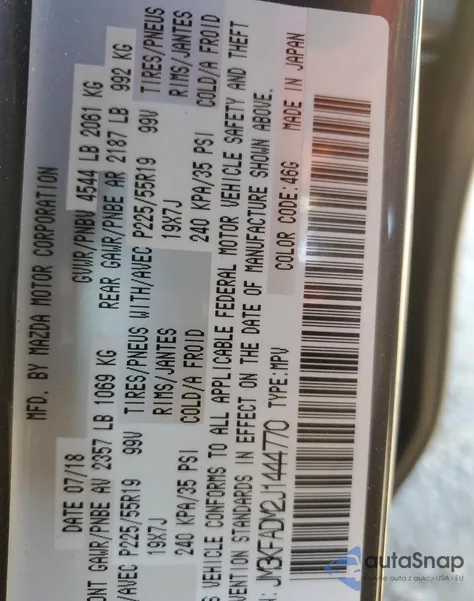 MFD. BY MAZDA MOTOR CORPORATION
DATE 07/18 GVWR/PNBV 4544 LB 2061 KG
ONT GAWR/PNBE AV 2357 LB 1069 KG REAR GAWR/PNBE AR 2187 LB 992 KG
/AVEC P225/55R19 99V TIRES/PNEUS WITH/AVEC P225/55R19 99V TIRES/PNEUS
19X7J RIMS/JANTES 19X7J RIMS/JANTES
240 KPA/35 PSI COLD/A FROID 240 KPA/35 PSI COLD/A FROID
S VEHICLE CONFORMS TO ALL APPLICABLE FEDERAL MOTOR VEHICLE SAFETY AND THEFT
VENTION STANDARDS IN EFFECT ON THE DATE OF MANUFACTURE SHOWN ABOVE.
: JM3KFADM2J1444770 TYPE:MPV COLOR CODE:46G MADE IN JAPAN
autoSnap